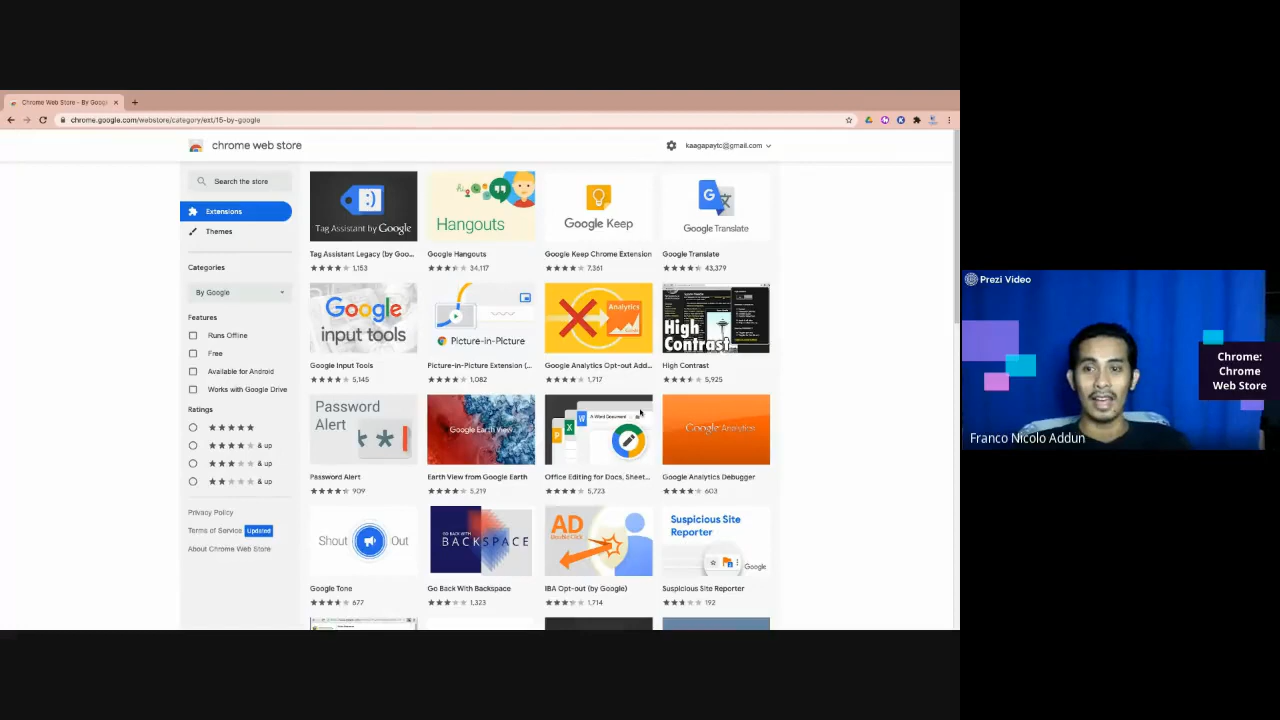 Chrome Web Store - By Goog
chrome.google.com/webstore/category/ext/15-by-google
chrome web store
kaagapaytc@gmail.com
Search the store
Extensions
Themes
Categories
By Google
Features
Runs Offline
Free
Available for Android
Works with Google Drive
Ratings
& up
& up
& up
Privacy Policy
Terms of Service Updated
About Chrome Web Store
Tag Assistant by Google
Hangouts
Google Keep
Google Translate
Tag Assistant Legacy (by Goo...
Google Hangouts
Google Keep Chrome Extension
Google Translate
1,153
34,117
7,361
43,379
Google
input tools
Picture-in-Picture
Analytics
High
Contrast
Google Input Tools
Picture-in-Picture Extension (...
Google Analytics Opt-out Add...
High Contrast
5,145
1,082
1,717
5,925
Password
Alert
Google Earth View
A Word Document
Google Analytics
Password Alert
Earth View from Google Earth
Office Editing for Docs, Sheet...
Google Analytics Debugger
909
5,219
5,723
603
Shout Out
GO BACK WITH
BACKSPACE
AD
Suspicious Site
Reporter
Google
Google Tone
Go Back With Backspace
IBA Opt-out (by Google)
Suspicious Site Reporter
677
1,323
1,714
192
Prezi Video
Chrome:
Chrome
Web Store
Franco Nicolo Addun